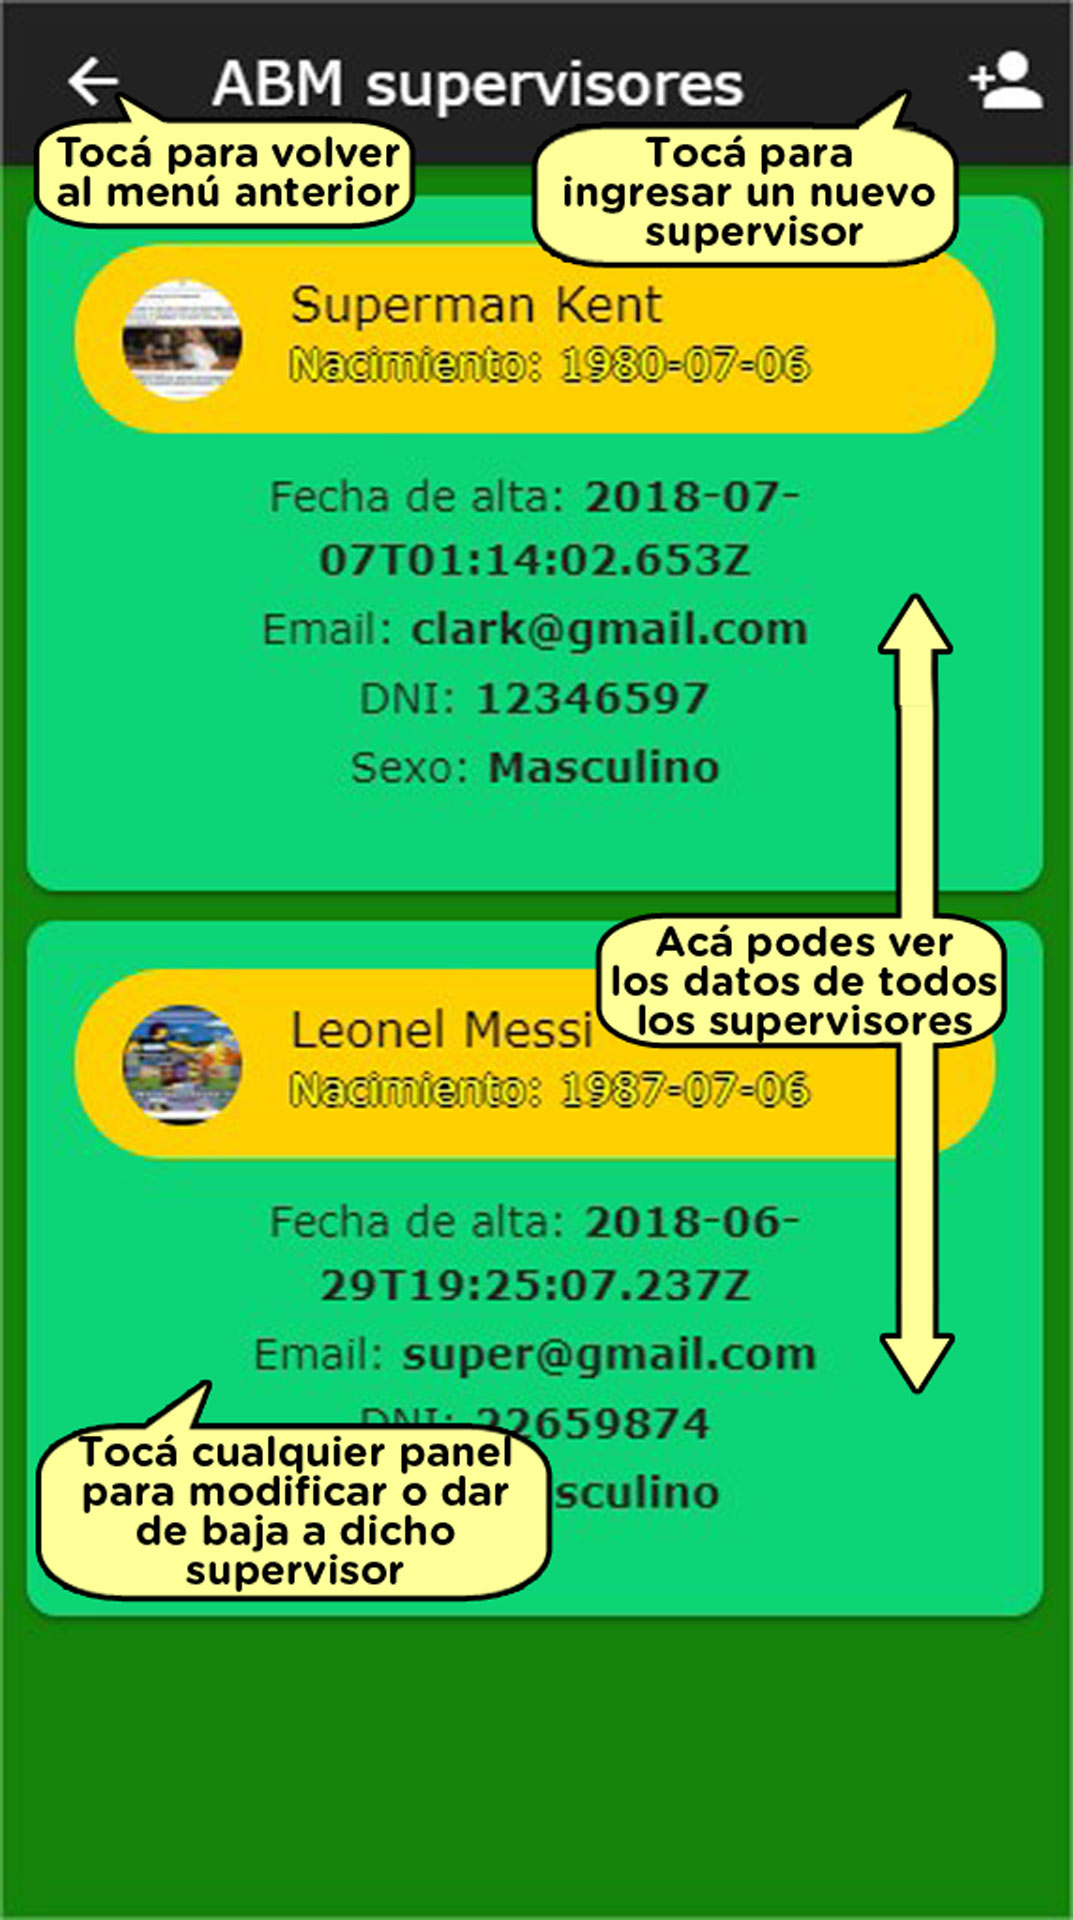 ABM supervisores
Tocá para volver
al menú anterior
Tocá para
ingresar un nuevo
supervisor
Superman Kent
Nacimiento: 1980-07-06
Fecha de alta: 2018-07-
07T01:14:02.653Z
Email: clark@gmail.com
DNI: 12346597
Sexo: Masculino
Acá podes ver
los datos de todos
los supervisores
Leonel Messi
Nacimiento: 1987-07-06
Fecha de alta: 2018-06-
29T19:25:07.237Z
Email: super@gmail.com
DNI: 22659874
sculino
Tocá cualquier panel
para modificar o dar
de baja a dicho
supervisor